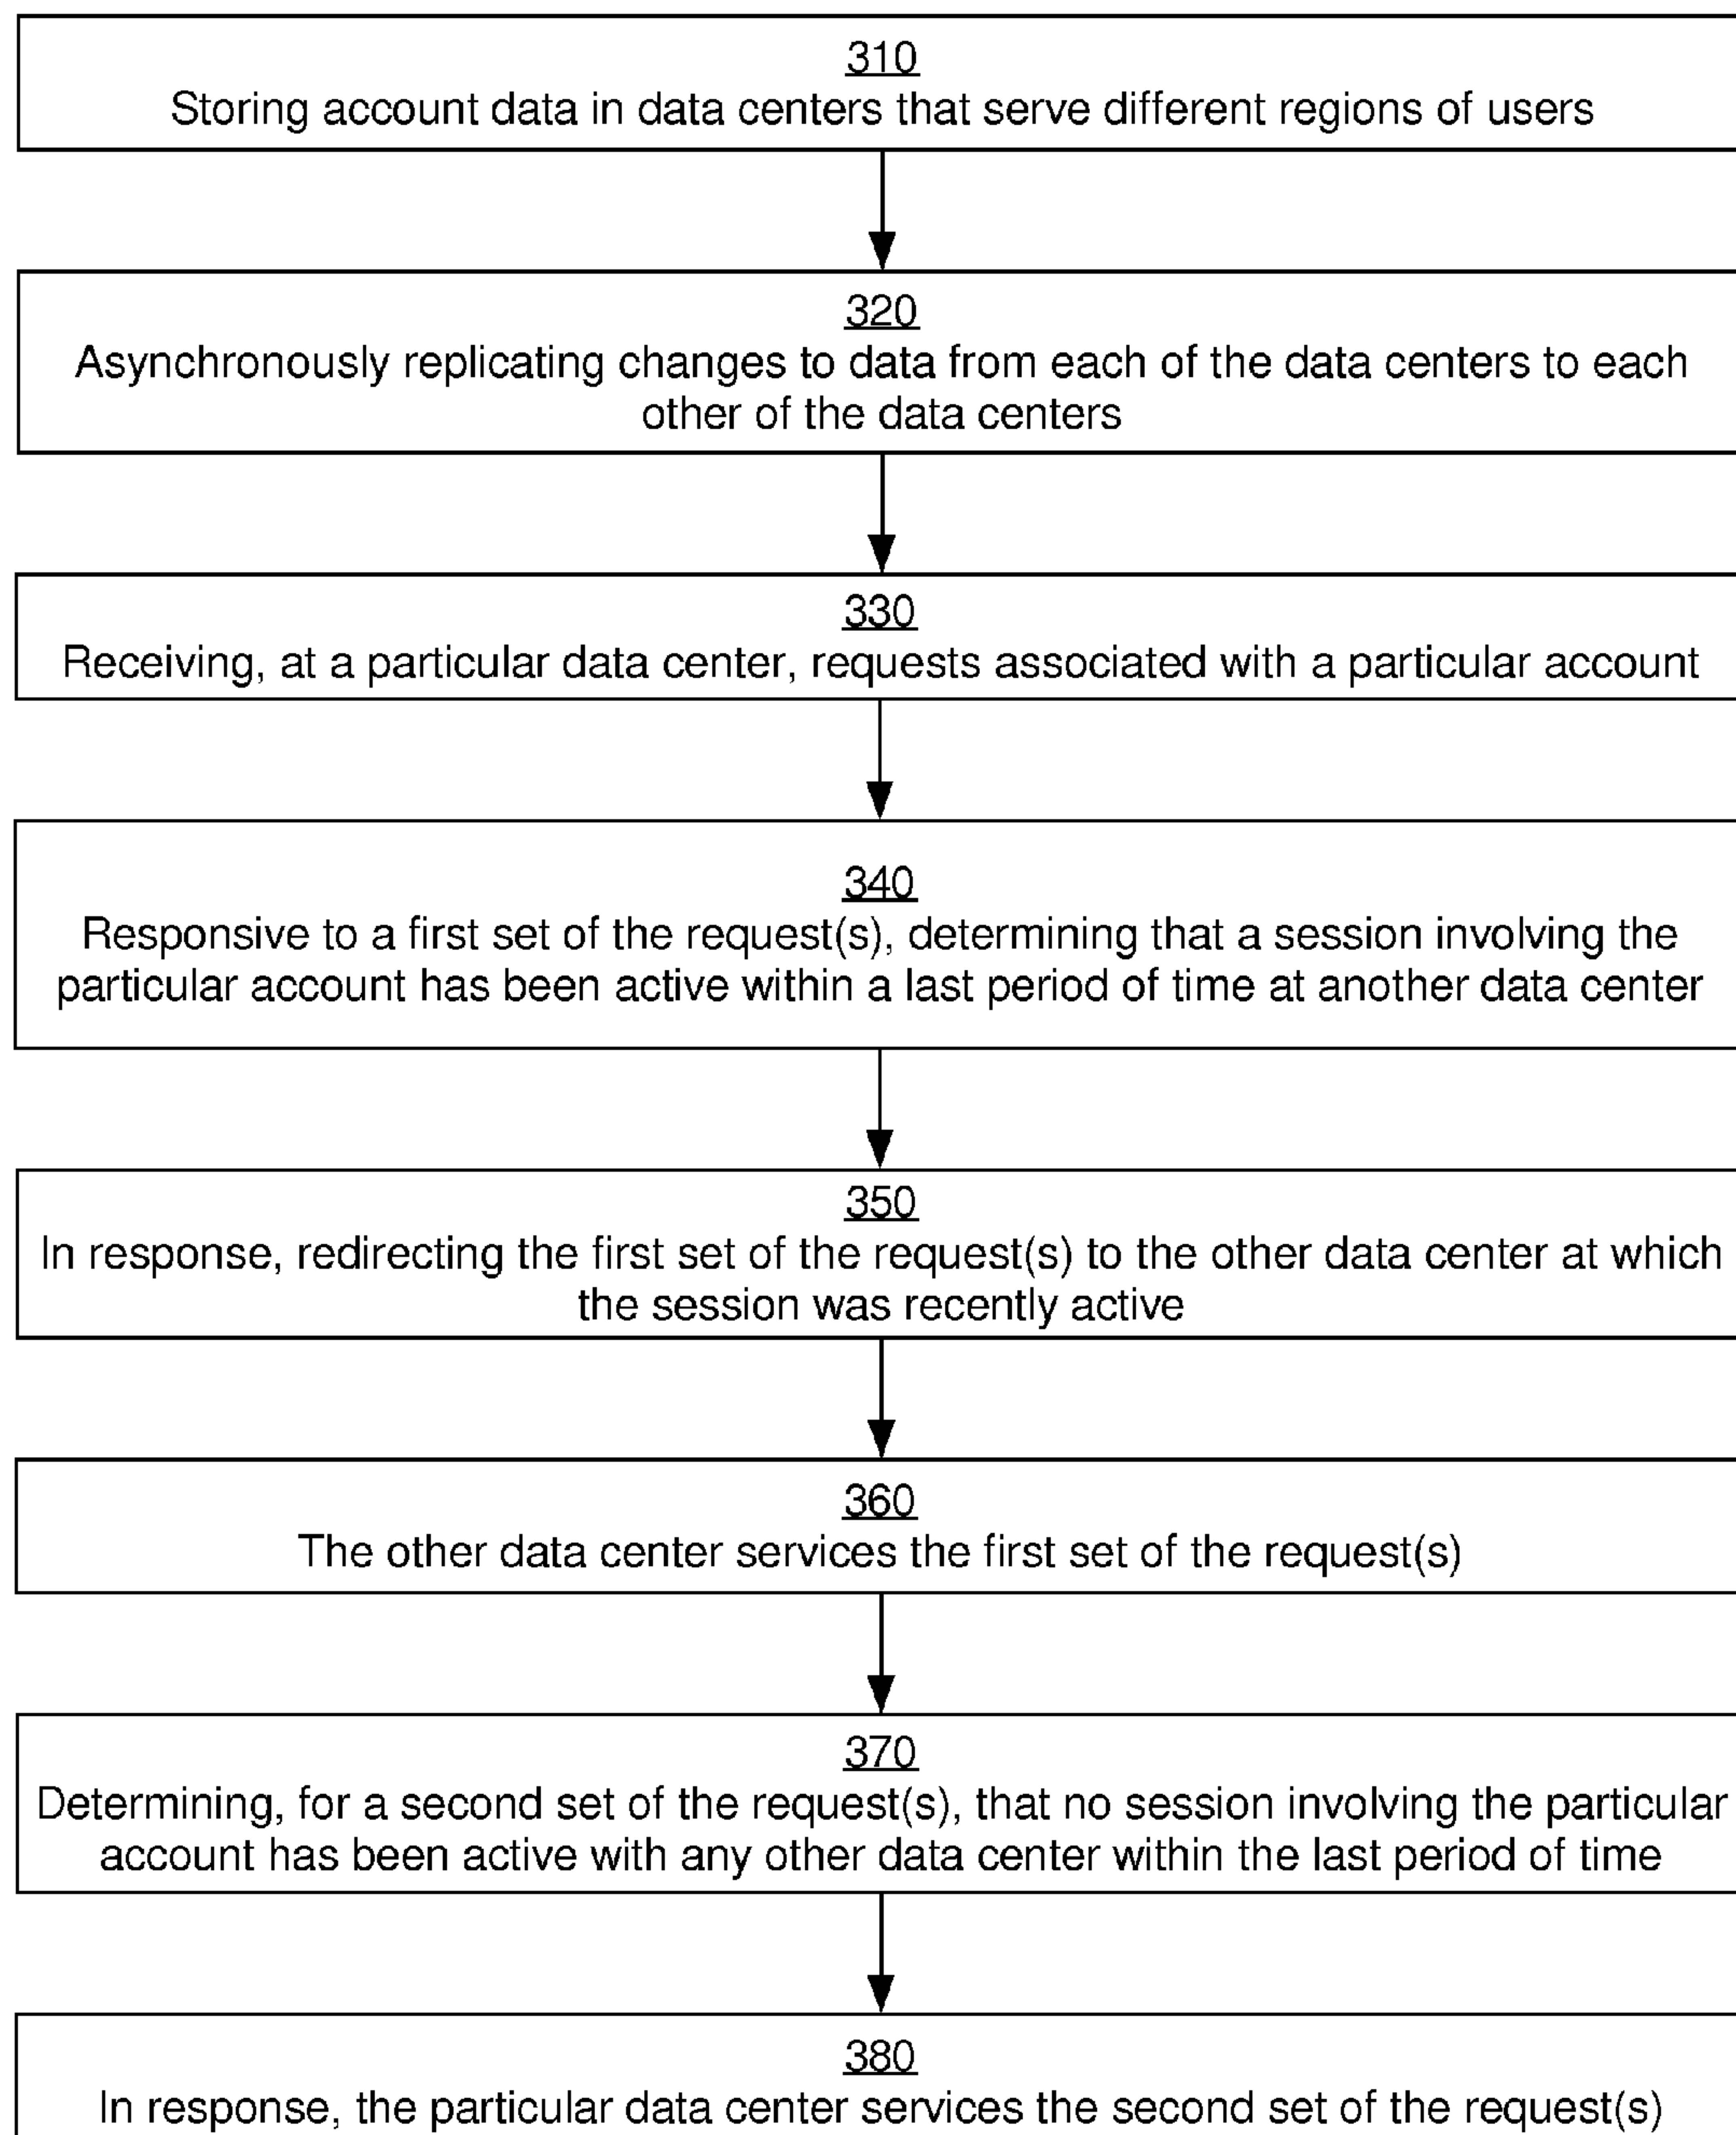 310
Storing account data in data centers that serve different regions of users
320
Asynchronously replicating changes to data from each of the data centers to each
other of the data centers
330
Receiving, at a particular data center, requests associated with a particular account
340
Responsive to a first set of the request(s), determining that a session involving the
particular account has been active within a last period of time at another data center
350
In response, redirecting the first set of the request(s) to the other data center at which
the session was recently active
360
The other data center services the first set of the request(s)
370
Determining, for a second set of the request(s), that no session involving the particular
account has been active with any other data center within the last period of time
380
In response, the particular data center services the second set of the request(s)